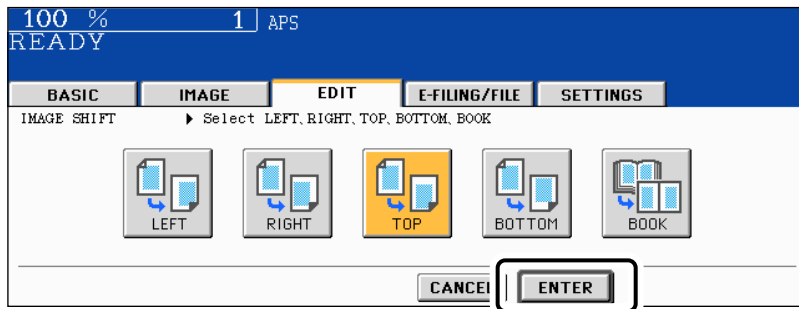 100 % 1 APS
READY
BASIC IMAGE EDIT E-FILING/FILE SETTINGS
IMAGE SHIFT ▶ Select LEFT, RIGHT, TOP, BOTTOM, BOOK
LEFT RIGHT TOP BOTTOM BOOK
CANCEL ENTER